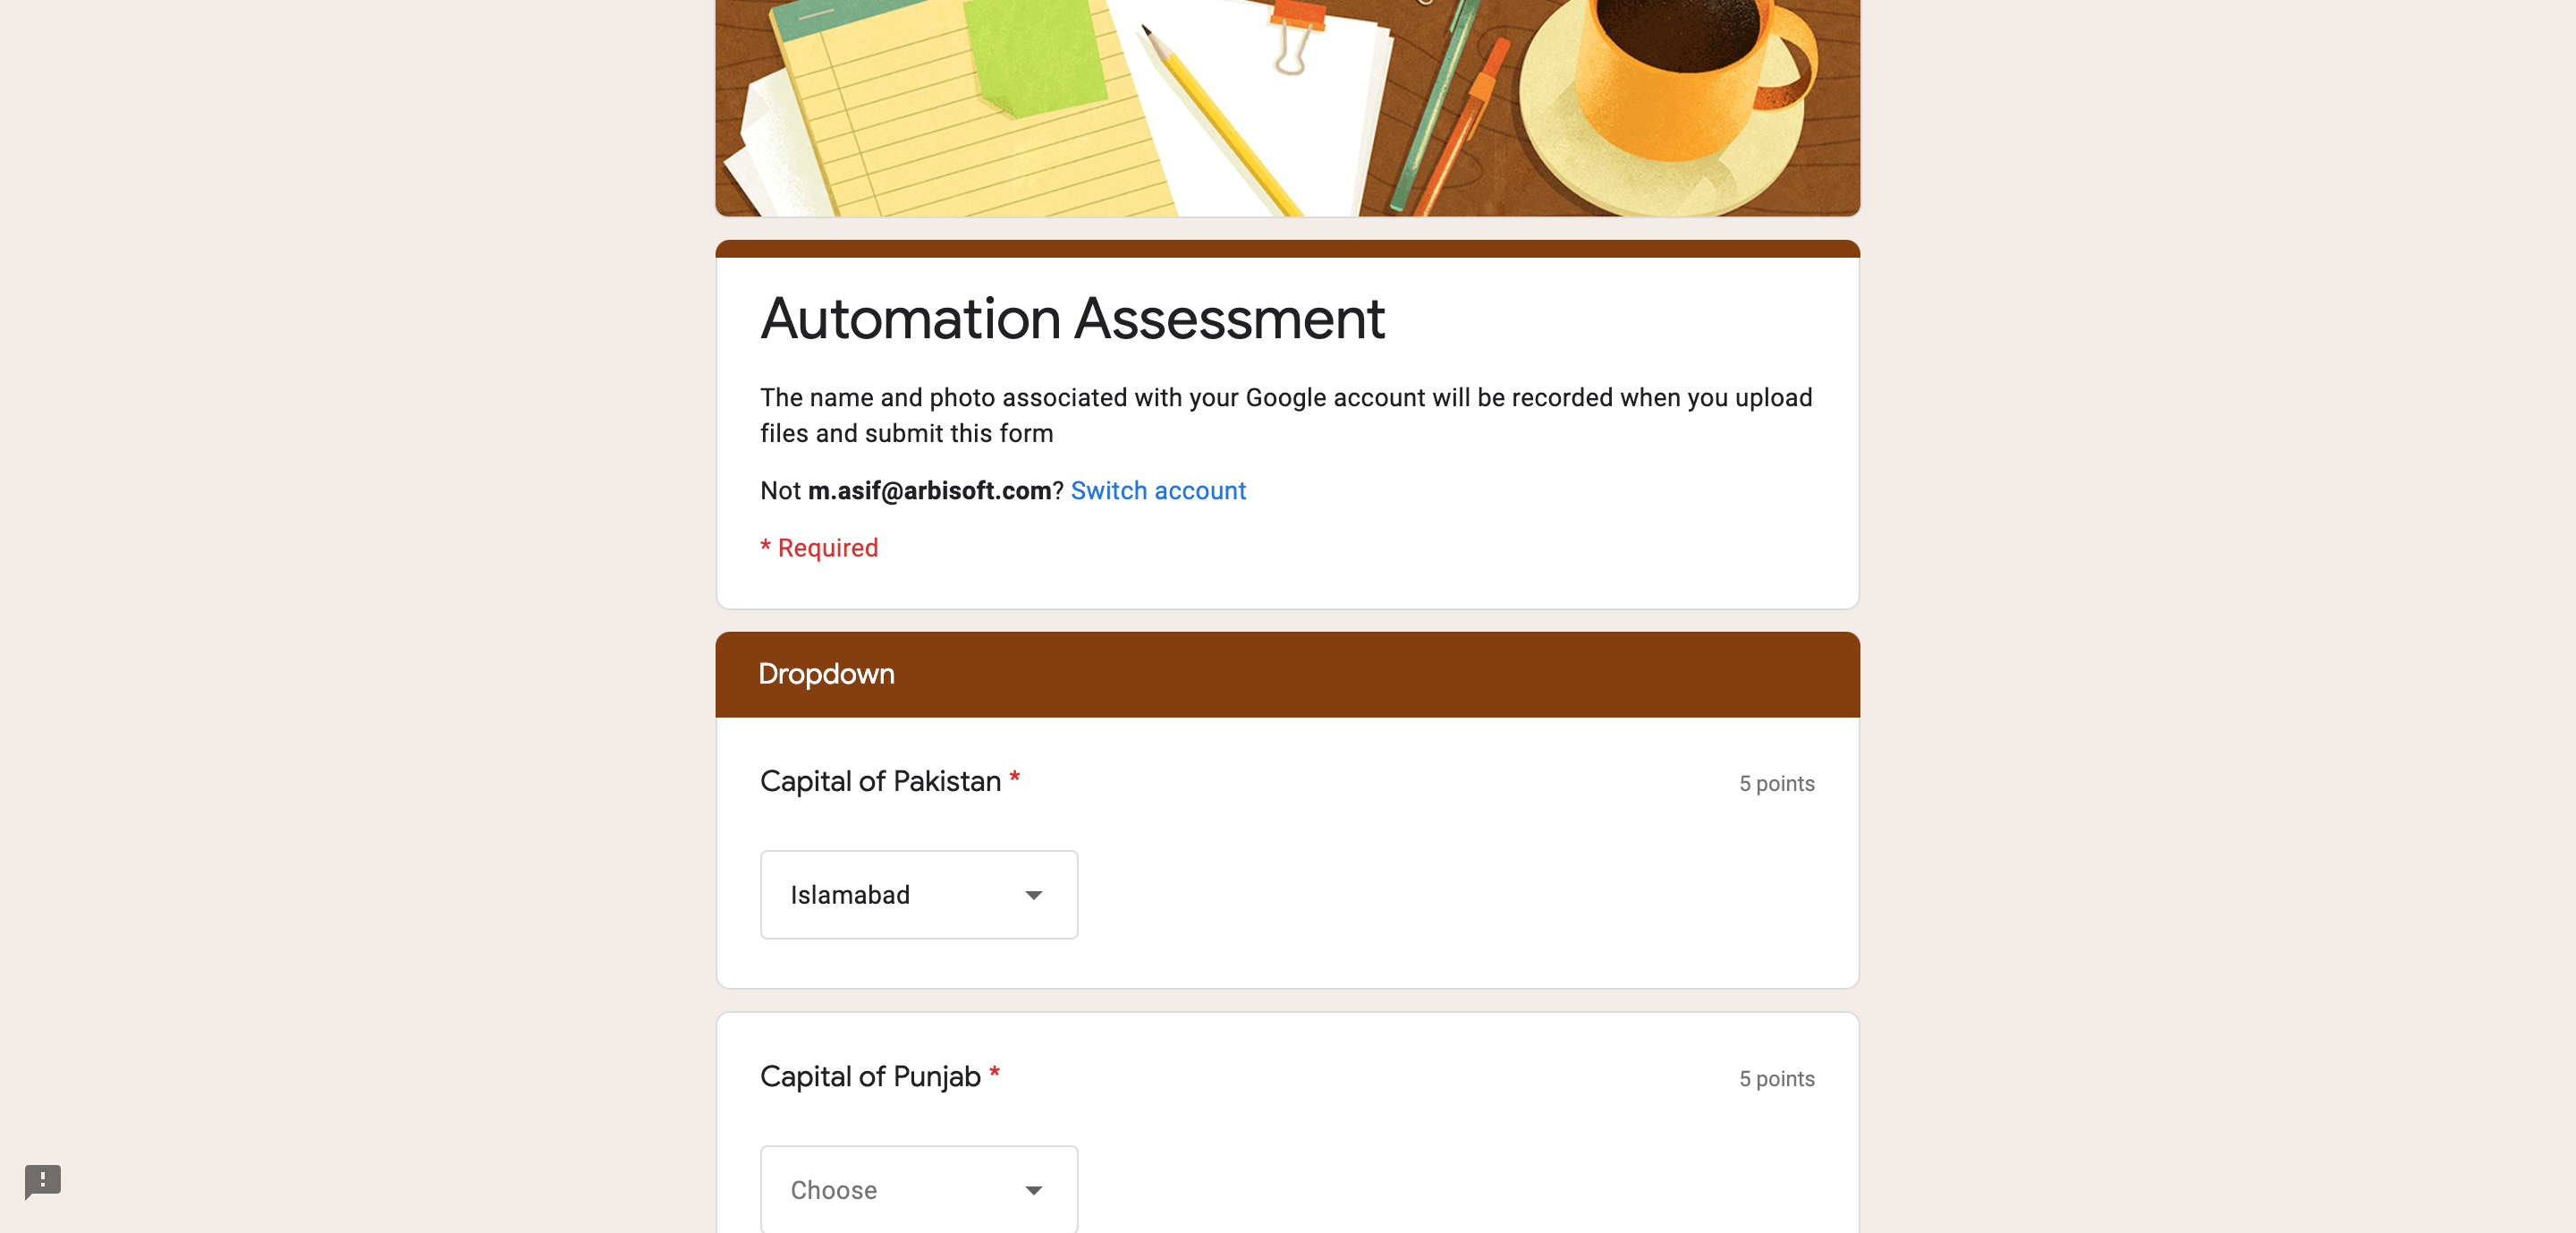 Automation Assessment
The name and photo associated with your Google account will be recorded when you upload
files and submit this form
Not m.asif@arbisoft.com? Switch account
* Required
Dropdown
Capital of Pakistan *
5 points
Islamabad
Capital of Punjab *
5 points
Choose